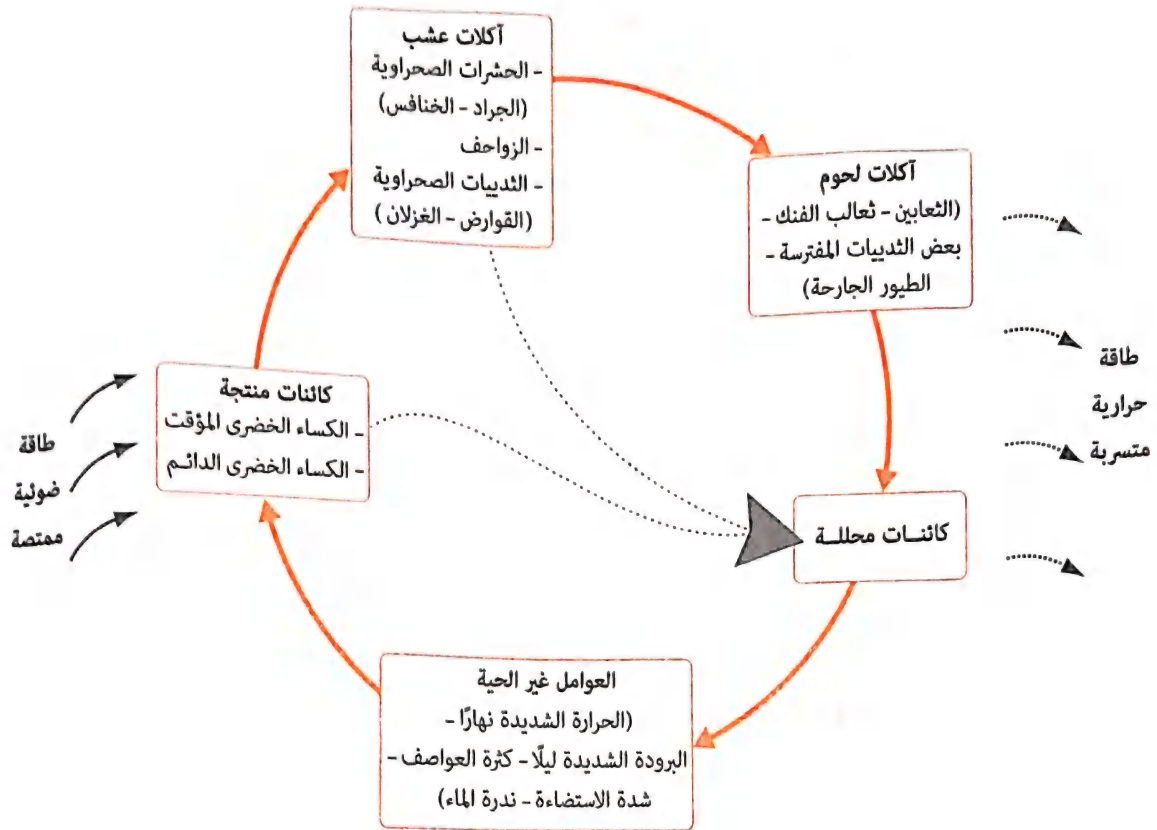 آكلات عشب
- الحشرات الصحراوية
(الجراد - الخنافس)
- الزواحف
- الثدييات الصحراوية
(القوارض - الغزلان)
آكلات لحوم
(الثعابين - ثعالب الفنك -
بعض الثدييات المفترسة -
الطيور الجارحة)
طاقة
حرارية
متسربة
كائنات منتجة
- الكساء الخضرى المؤقت
- الكساء الخضرى الدائم
طاقة
ضوئية
ممتصة
كائنات محللة
العوامل غير الحية
(الحرارة الشديدة نهارًا -
البرودة الشديدة ليلًا - كثرة العواصف -
شدة الاستضاءة - ندرة الماء)